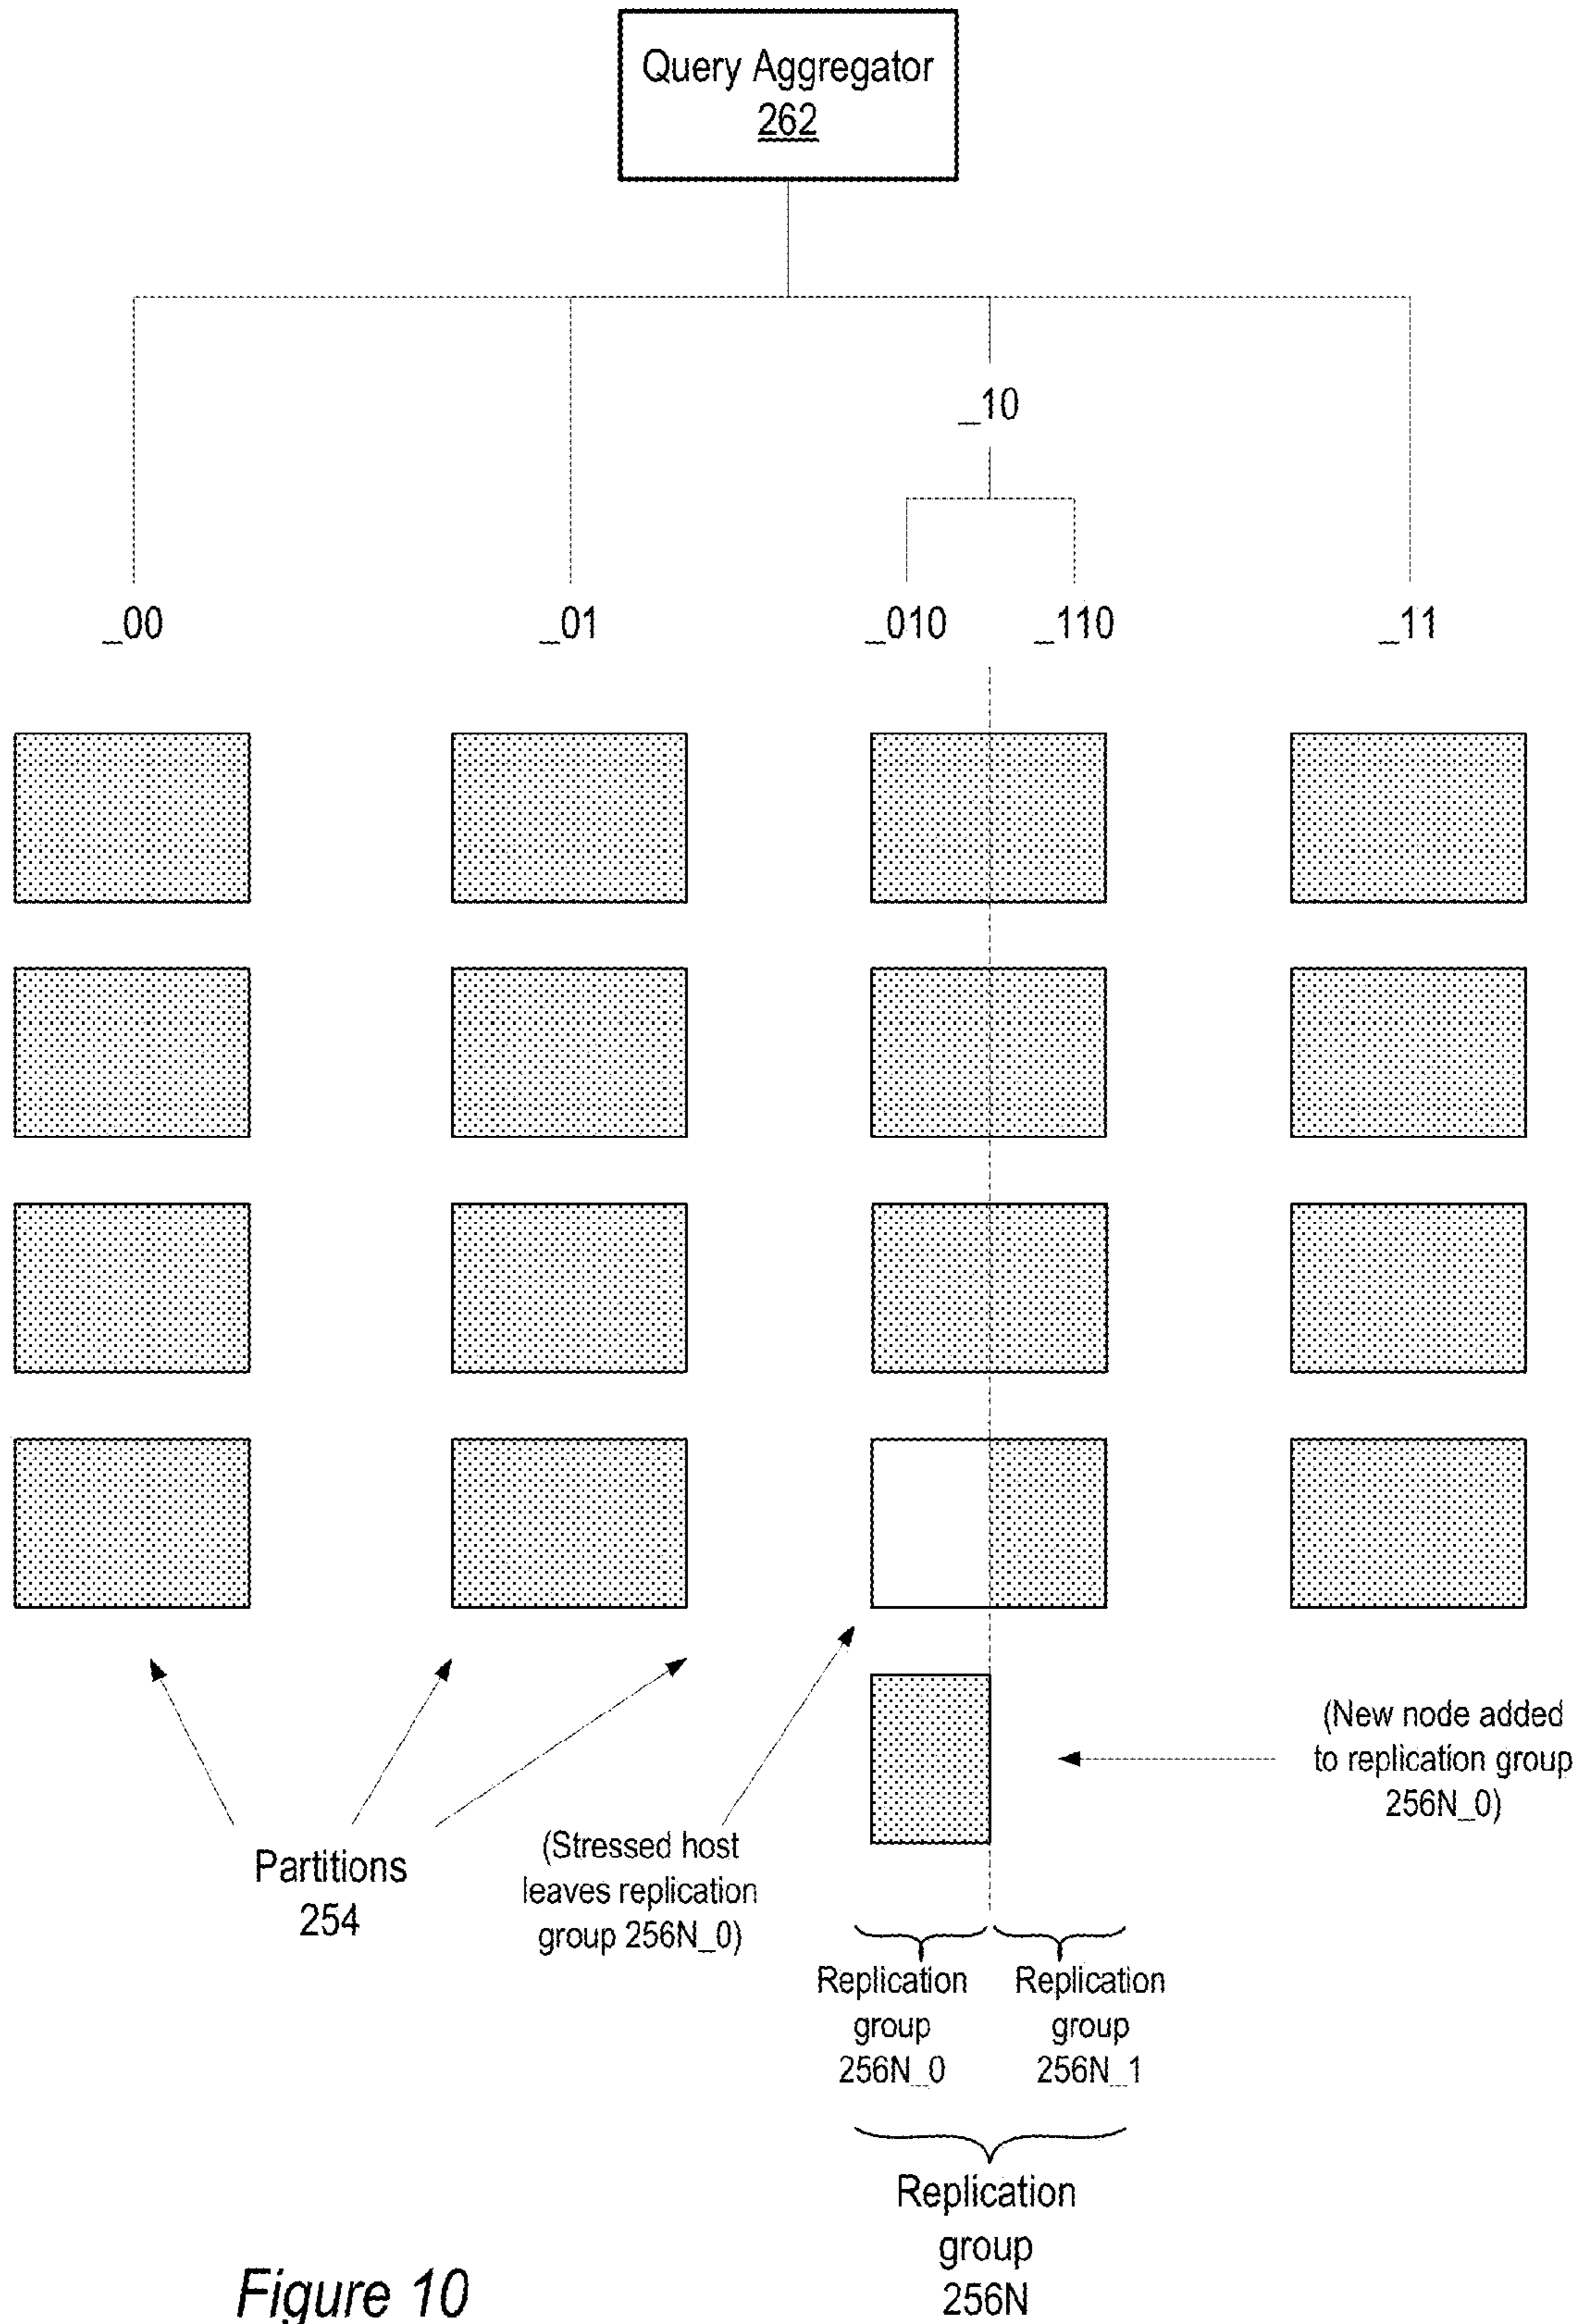 Query Aggregator
262
_10
_00
_01
_010
_110
_11
(New node added
to replication group
256N_0)
Partitions
254
(Stressed host
leaves replication
group 256N_0)
Replication
group
256N_0
Replication
group
256N_1
Replication
group
256N
Figure 10